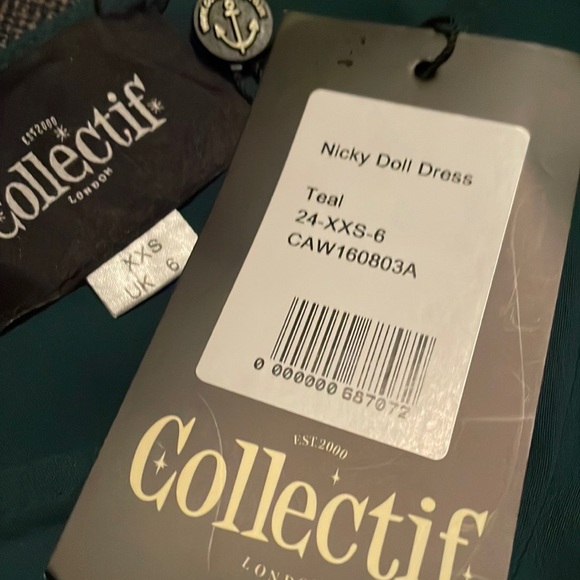 EST 2000
Collectif
LONDON
XXS
UK 6
Nicky Doll Dress
Teal
24-XXS-6
CAW160803A
0 000000 687072
EST.2000
Collectif